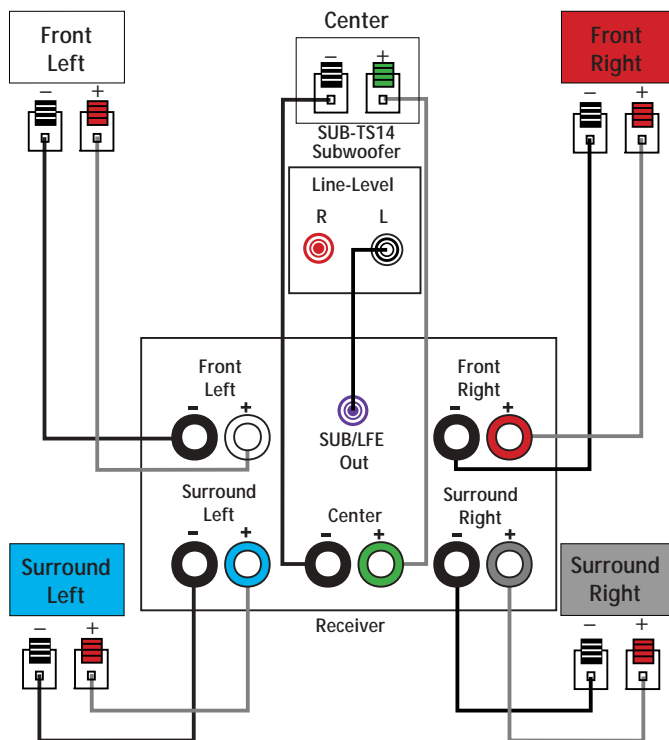 Center
Front
Left
Front
Right
- +
- +
- +
SUB-TS14
Subwoofer
Line-Level
R L
Front
Left
Front
Right
- +
- +
SUB/LFE
Out
Surround
Left
Center
Surround
Right
- +
- +
- +
Surround
Left
Surround
Right
Receiver
- +
- +